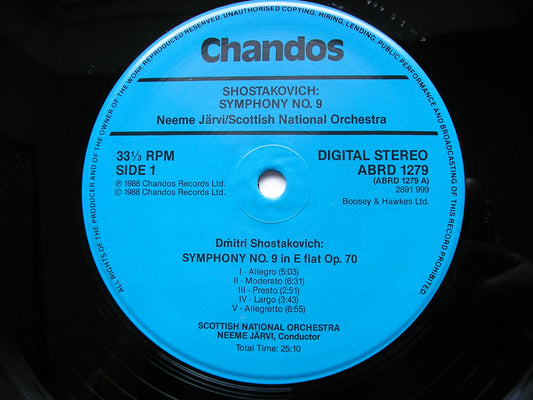 ALL RIGHTS OF THE PRODUCER AND OF THE OWNER OF THE WORK REPRODUCED RESERVED. UNAUTHORISED COPYING, HIRING, LENDING, PUBLIC PERFORMANCE AND BROADCASTING OF THIS RECORD PROHIBITED
Chandos
SHOSTAKOVICH:
SYMPHONY NO. 9
Neeme Järvi/Scottish National Orchestra
33⅓ RPM
SIDE 1
℗ 1988 Chandos Records Ltd.
© 1988 Chandos Records Ltd.
DIGITAL STEREO
ABRD 1279
(ABRD 1279 A)
2891 999
Boosey & Hawkes Ltd.
Dmitri Shostakovich:
SYMPHONY NO. 9 in E flat Op. 70
I - Allegro (5:03)
II - Moderato (6:31)
III - Presto (2:51)
IV - Largo (3:43)
V - Allegretto (6:55)
SCOTTISH NATIONAL ORCHESTRA
NEEME JÄRVI, Conductor
Total Time: 25:10